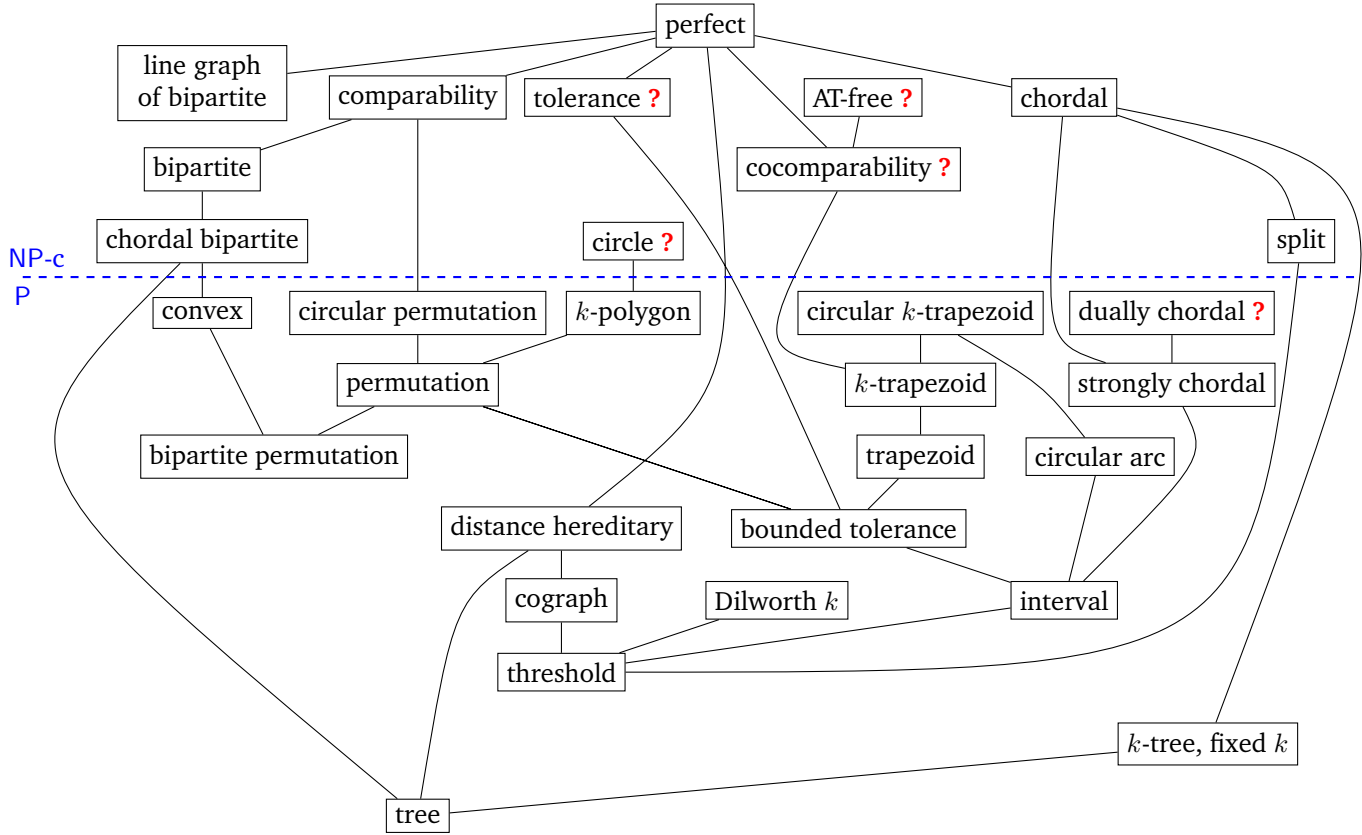 perfect
line graph
of bipartite
comparability
tolerance ?
AT-free ?
chordal
bipartite
cocomparability ?
chordal bipartite
circle ?
split
NP-c
P
convex
circular permutation
k-polygon
circular k-trapezoid
dually chordal ?
permutation
k-trapezoid
strongly chordal
bipartite permutation
trapezoid
circular arc
distance hereditary
bounded tolerance
cograph
Dilworth k
interval
threshold
k-tree, fixed k
tree